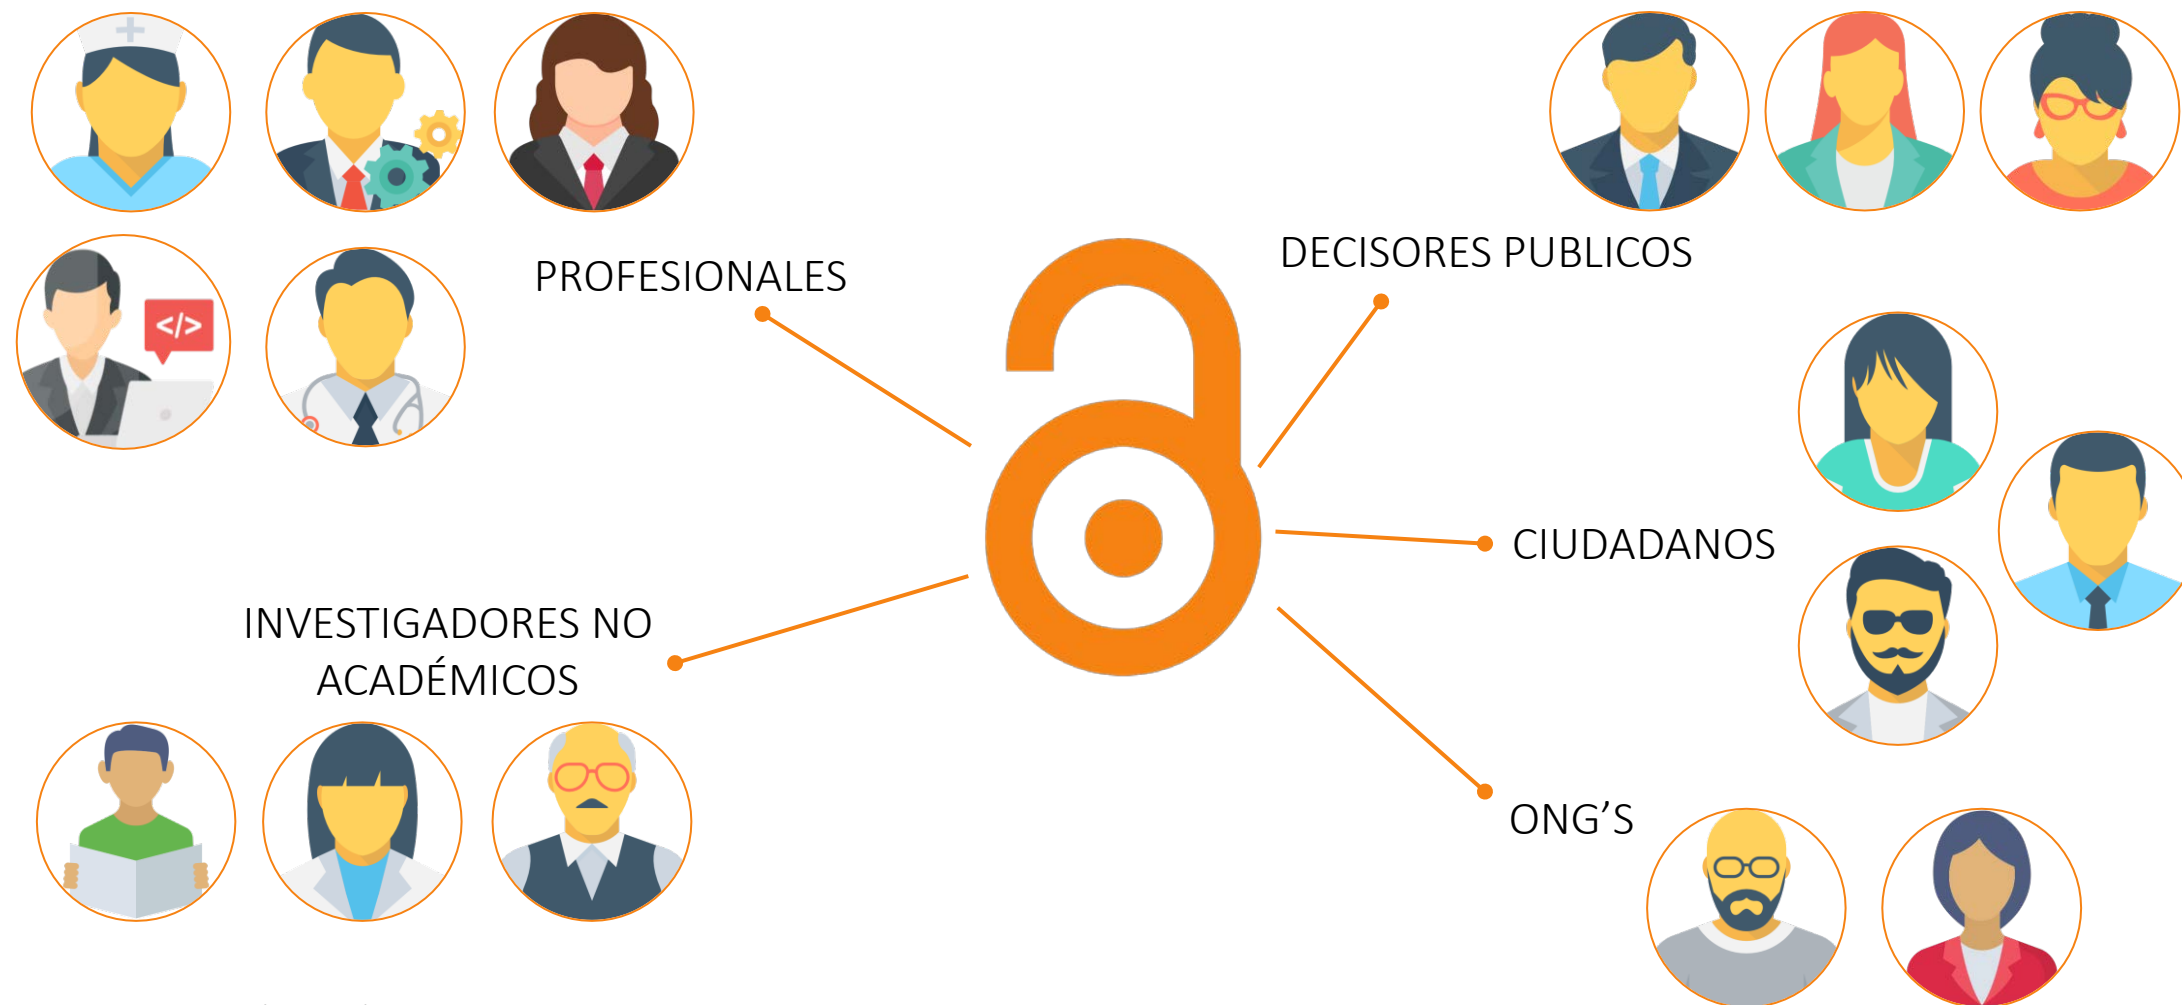 PROFESIONALES
DECISORES PUBLICOS
</>
CIUDADANOS
INVESTIGADORES NO
ACADÉMICOS
ONG’S